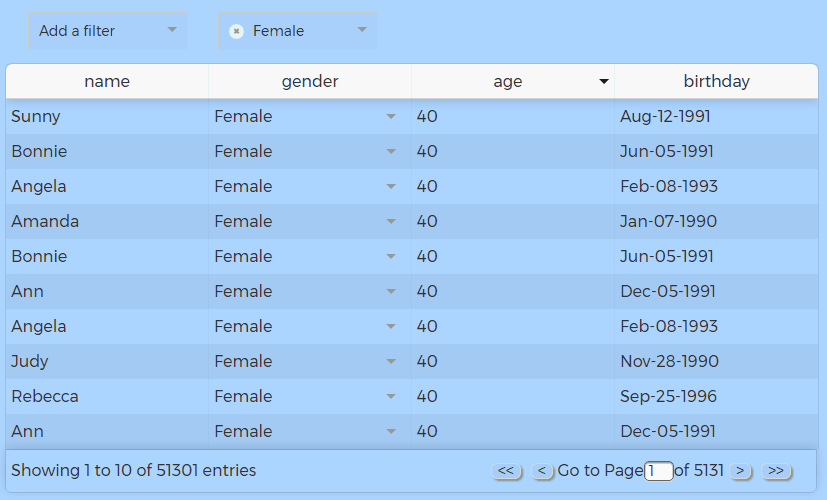 Add a filter Female
name gender age birthday
Sunny Female 40 Aug-12-1991
Bonnie Female 40 Jun-05-1991
Angela Female 40 Feb-08-1993
Amanda Female 40 Jan-07-1990
Bonnie Female 40 Jun-05-1991
Ann Female 40 Dec-05-1991
Angela Female 40 Feb-08-1993
Judy Female 40 Nov-28-1990
Rebecca Female 40 Sep-25-1996
Ann Female 40 Dec-05-1991
Showing 1 to 10 of 51301 entries << < Go to Page 1 of 5131 > >>